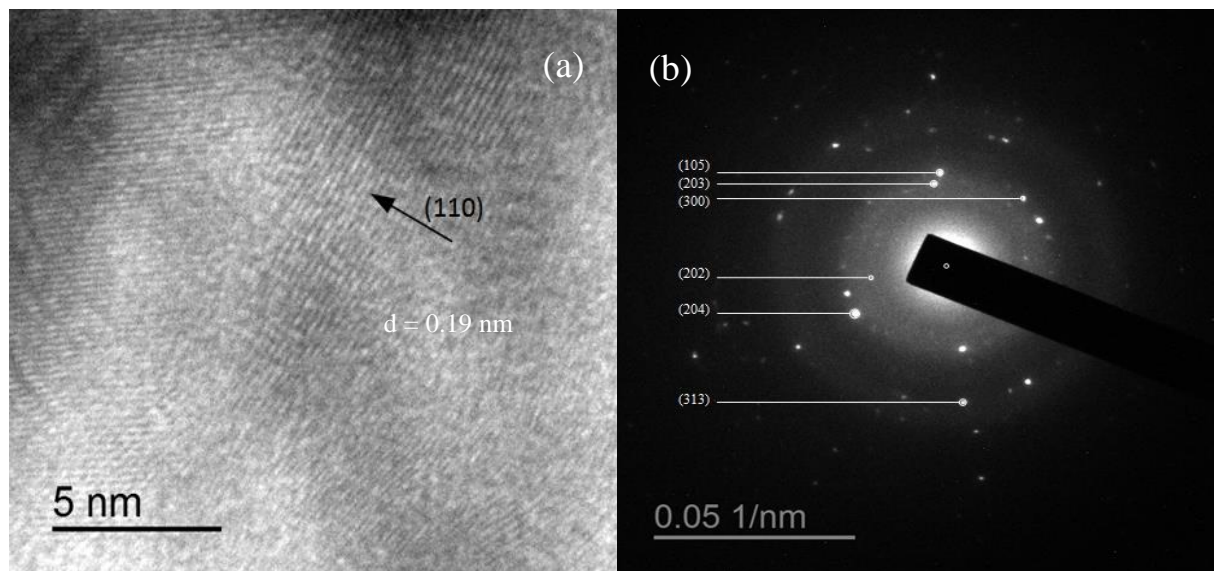 (a)
(110)
d = 0.19 nm
5 nm
(b)
(105)
(203)
(300)
(202)
(204)
(313)
0.05 1/nm